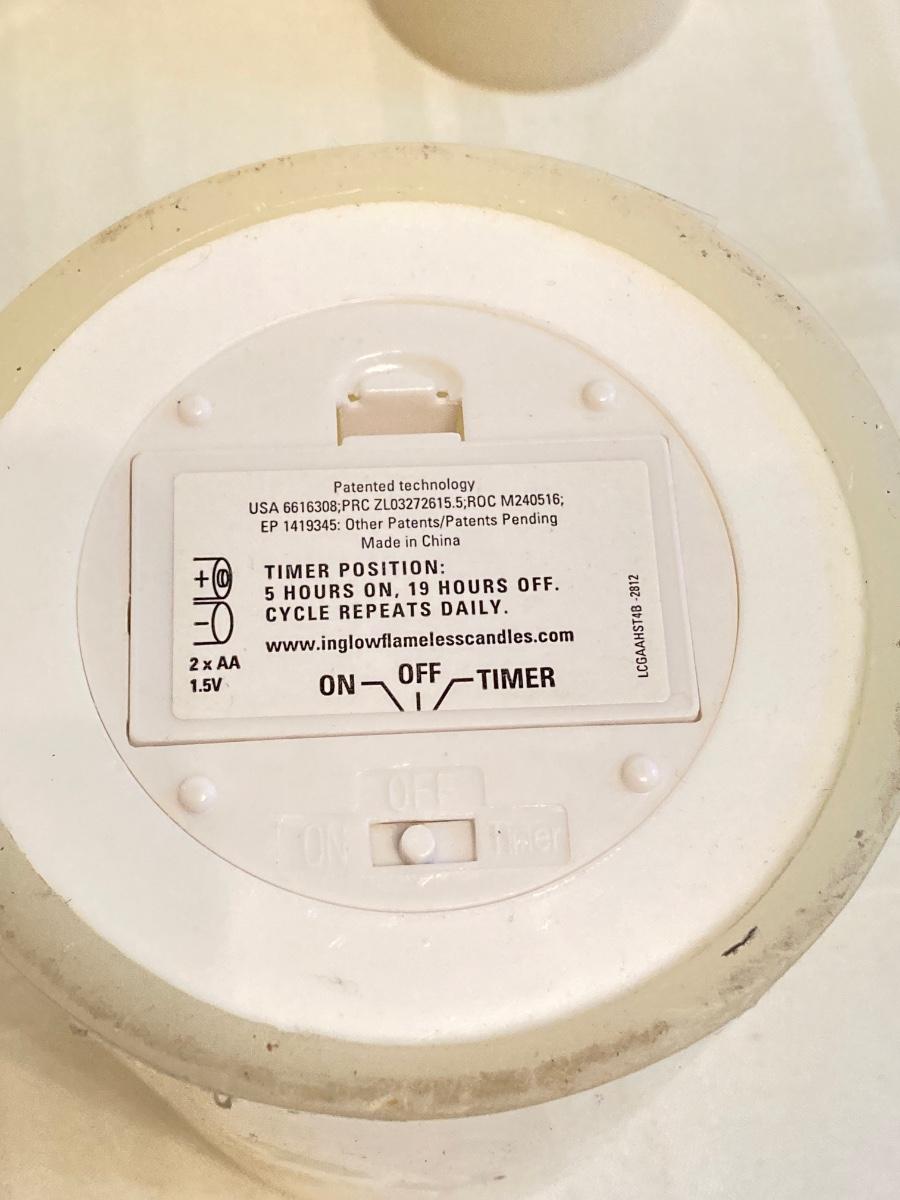 Patented technology
USA 6616308;PRC ZL03272615.5;ROC M240516;
EP 1419345: Other Patents/Patents Pending
Made in China
TIMER POSITION:
5 HOURS ON, 19 HOURS OFF.
CYCLE REPEATS DAILY.
www.inglowflamelesscandles.com
+
-
2 x AA
1.5V
ON OFF TIMER
LCGAAHST4B -2812
OFF
ON Timer